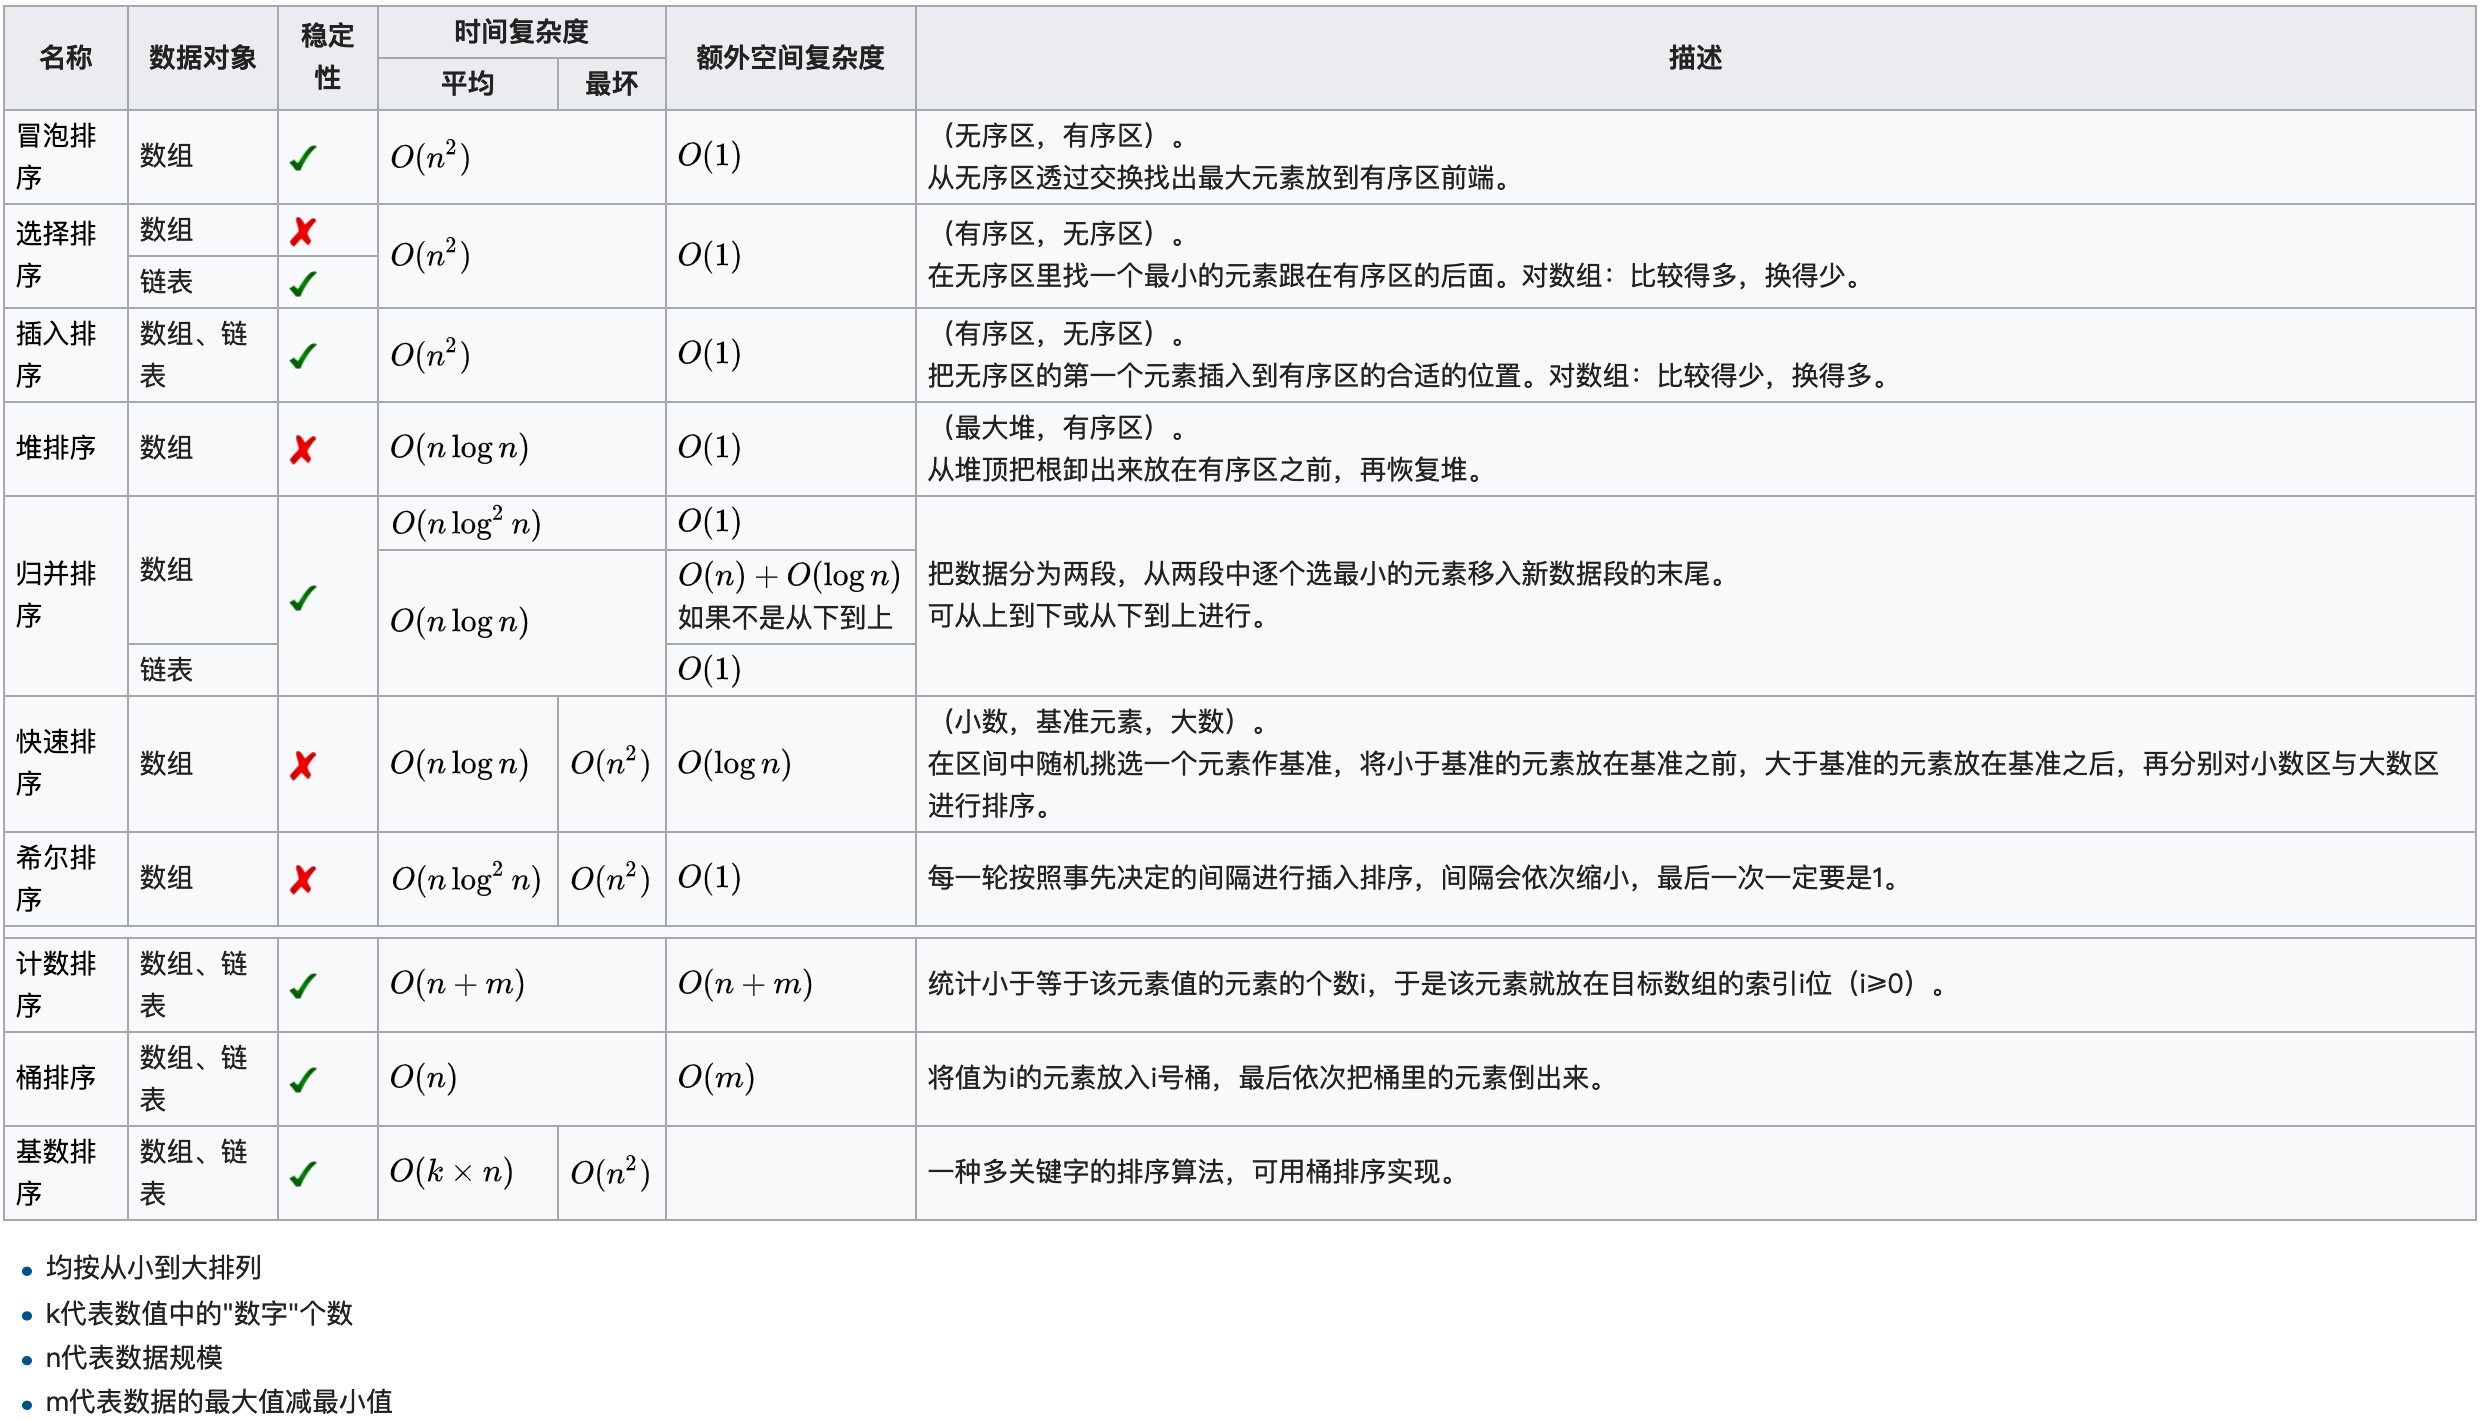 名称 数据对象 稳定性 时间复杂度 额外空间复杂度 描述
平均 最坏
冒泡排序 数组 ✔ O(n²) O(1) （无序区，有序区）。
从无序区透过交换找出最大元素放到有序区前端。
选择排序 数组 ✘ O(n²) O(1) （有序区，无序区）。
链表 ✔ 在无序区里找一个最小的元素跟在有序区的后面。对数组：比较得多，换得少。
插入排序 数组、链表 ✔ O(n²) O(1) （有序区，无序区）。
把无序区的第一个元素插入到有序区的合适的位置。对数组：比较得少，换得多。
堆排序 数组 ✘ O(n log n) O(1) （最大堆，有序区）。
从堆顶把根卸出来放在有序区之前，再恢复堆。
归并排序 数组 ✔ O(n log² n) O(1) 把数据分为两段，从两段中逐个选最小的元素移入新数据段的末尾。
可从上到下或从下到上进行。
O(n log n) O(n) + O(log n)
如果不是从下到上
链表 O(1)
快速排序 数组 ✘ O(n log n) O(n²) O(log n) （小数，基准元素，大数）。
在区间中随机挑选一个元素作基准，将小于基准的元素放在基准之前，大于基准的元素放在基准之后，再分别对小数区与大数区
进行排序。
希尔排序 数组 ✘ O(n log² n) O(n²) O(1) 每一轮按照事先决定的间隔进行插入排序，间隔会依次缩小，最后一次一定要是1。
计数排序 数组、链表 ✔ O(n + m) O(n + m) 统计小于等于该元素值的元素的个数i，于是该元素就放在目标数组的索引i位（i≥0）。
桶排序 数组、链表 ✔ O(n) O(m) 将值为i的元素放入i号桶，最后依次把桶里的元素倒出来。
基数排序 数组、链表 ✔ O(k × n) O(n²) 一种多关键字的排序算法，可用桶排序实现。
• 均按从小到大排列
• k代表数值中的"数字"个数
• n代表数据规模
• m代表数据的最大值减最小值